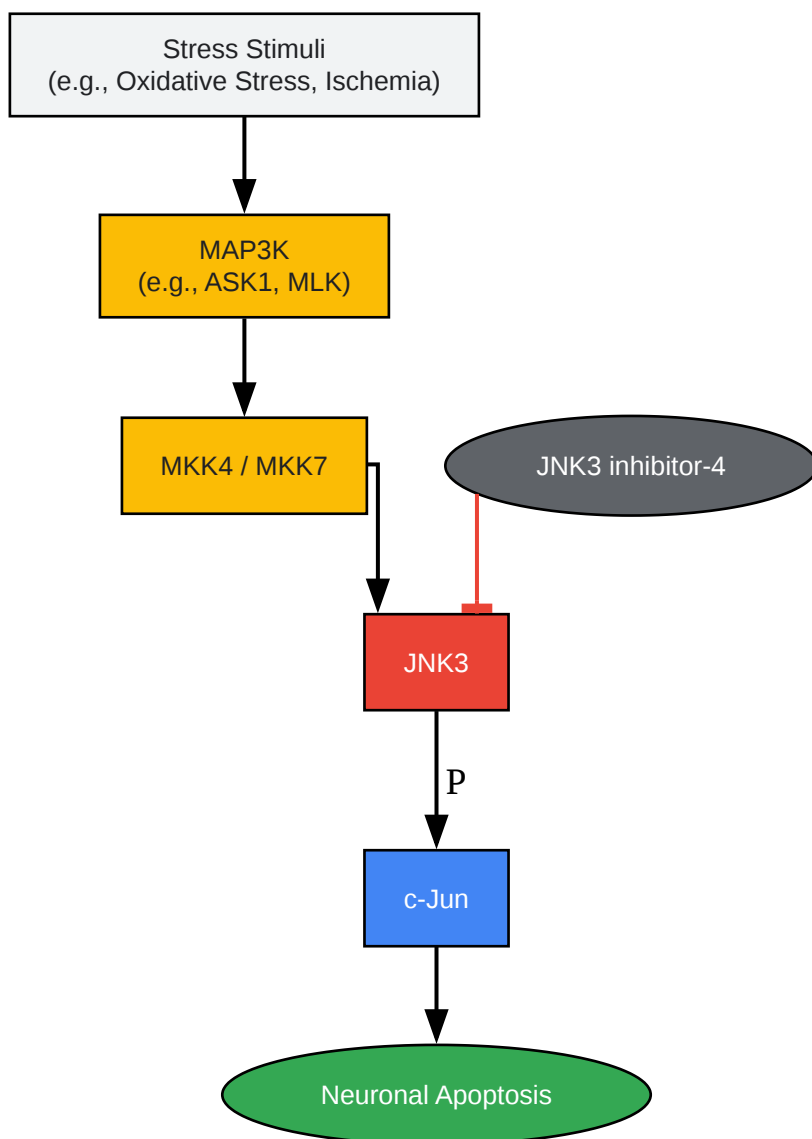 Stress Stimuli
(e.g., Oxidative Stress, Ischemia)
MAP3K
(e.g., ASK1, MLK)
MKK4 / MKK7
JNK3 inhibitor-4
JNK3
P
c-Jun
Neuronal Apoptosis